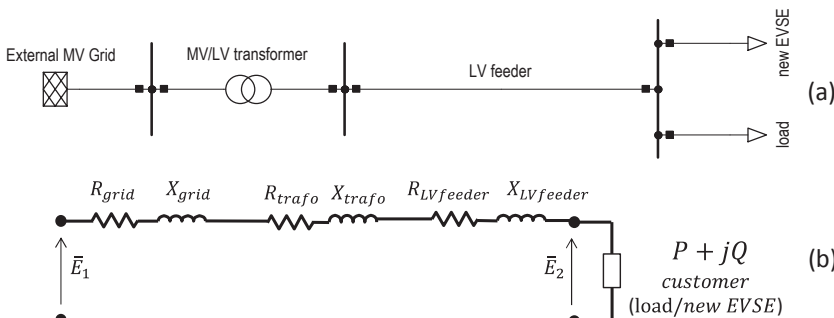 External MV Grid
MV/LV transformer
LV feeder
new EVSE
load
(a)
R_grid
X_grid
R_trafo
X_trafo
R_LVfeeder
X_LVfeeder
Ē₁
Ē₂
P + jQ
customer
(load/new EVSE)
(b)